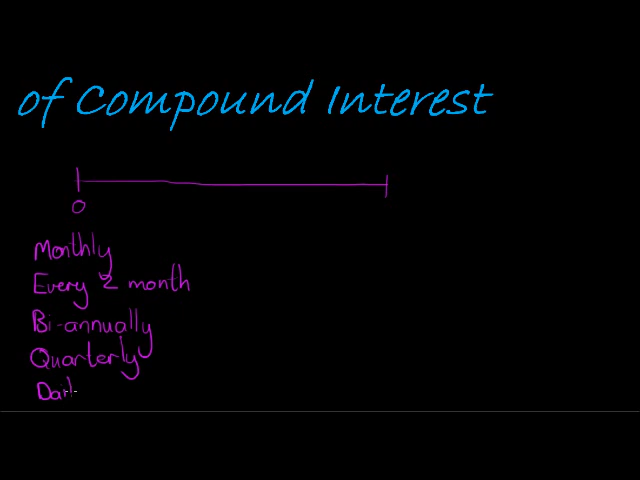 of Compound Interest
0
Monthly
Every 2 month
Bi-annually
Quarterly